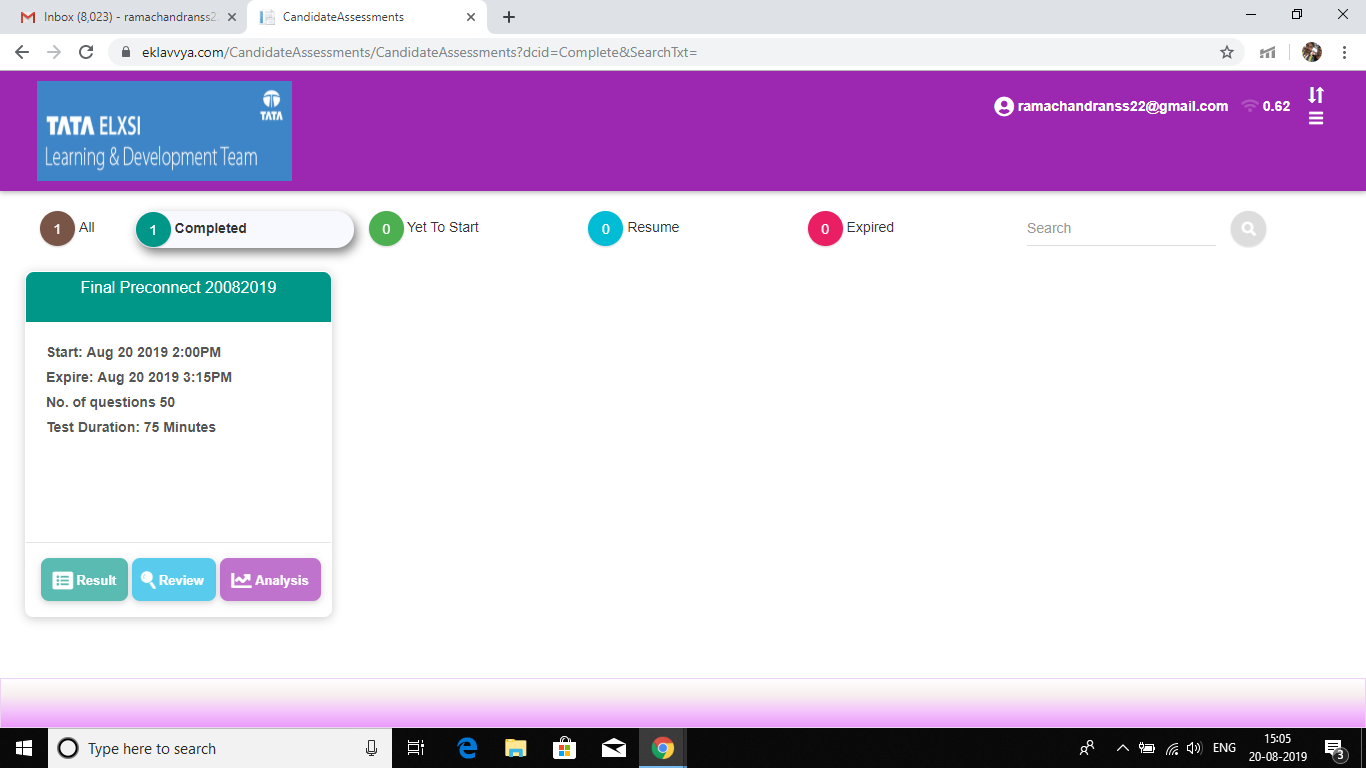 Inbox (8,023) - ramachandranss2
CandidateAssessments
eklavvya.com/CandidateAssessments/CandidateAssessments?dcid=Complete&SearchTxt=
TATA
TATA ELXSI
Learning & Development Team
ramachandranss22@gmail.com 0.62
1 All
1 Completed
0 Yet To Start
0 Resume
0 Expired
Search
Final Preconnect 20082019
Start: Aug 20 2019 2:00PM
Expire: Aug 20 2019 3:15PM
No. of questions 50
Test Duration: 75 Minutes
Result Review Analysis
Type here to search
ENG
15:05
20-08-2019
3